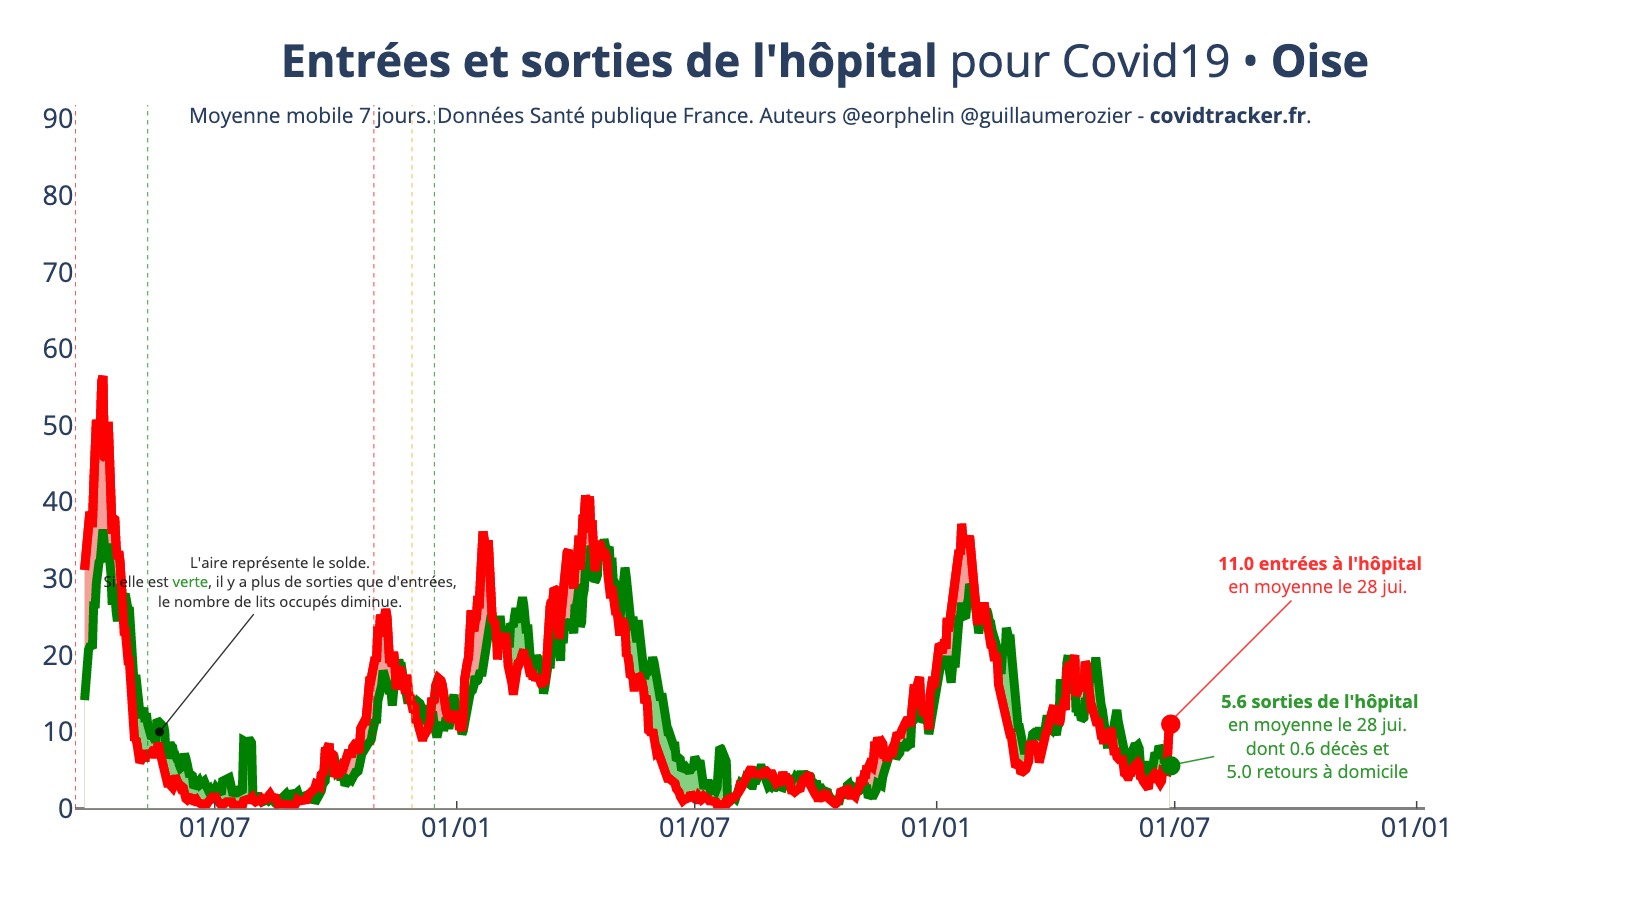 Entrées et sorties de l'hôpital pour Covid19 • Oise
Moyenne mobile 7 jours. Données Santé publique France. Auteurs @eorphelin @guillaumerozier - covidtracker.fr.
90
80
70
60
50
40
30
20
10
0
L'aire représente le solde.
Si elle est verte, il y a plus de sorties que d'entrées,
le nombre de lits occupés diminue.
11.0 entrées à l'hôpital
en moyenne le 28 jui.
5.6 sorties de l'hôpital
en moyenne le 28 jui.
dont 0.6 décès et
5.0 retours à domicile
01/07
01/01
01/07
01/01
01/07
01/01